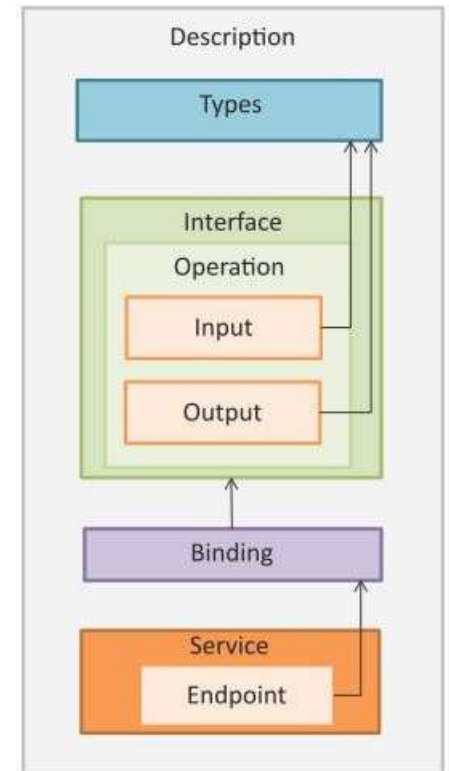 Description
Types
Interface
Operation
Input
Output
Binding
Service
Endpoint